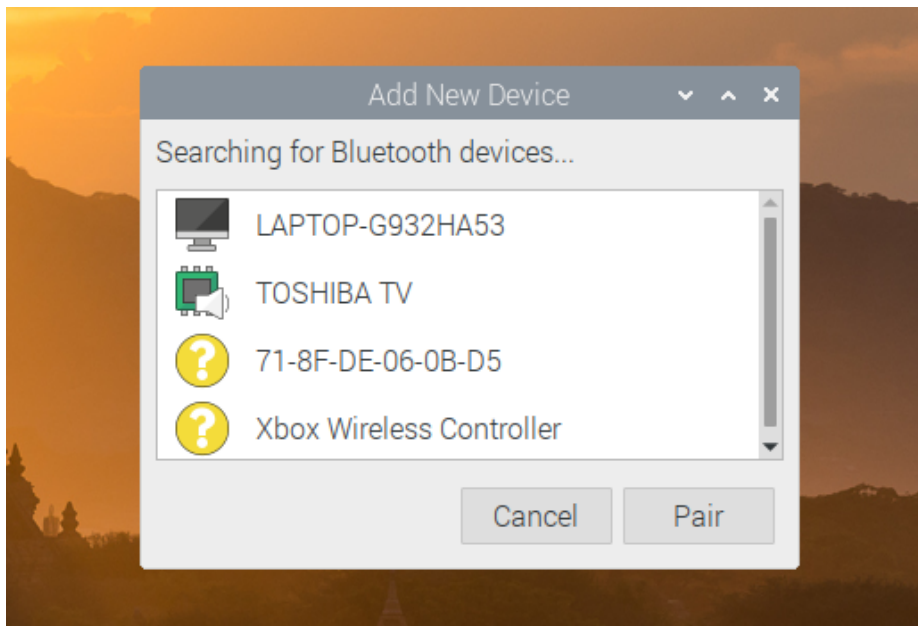 Add New Device
Searching for Bluetooth devices...
LAPTOP-G932HA53
TOSHIBA TV
71-8F-DE-06-0B-D5
Xbox Wireless Controller
Cancel Pair